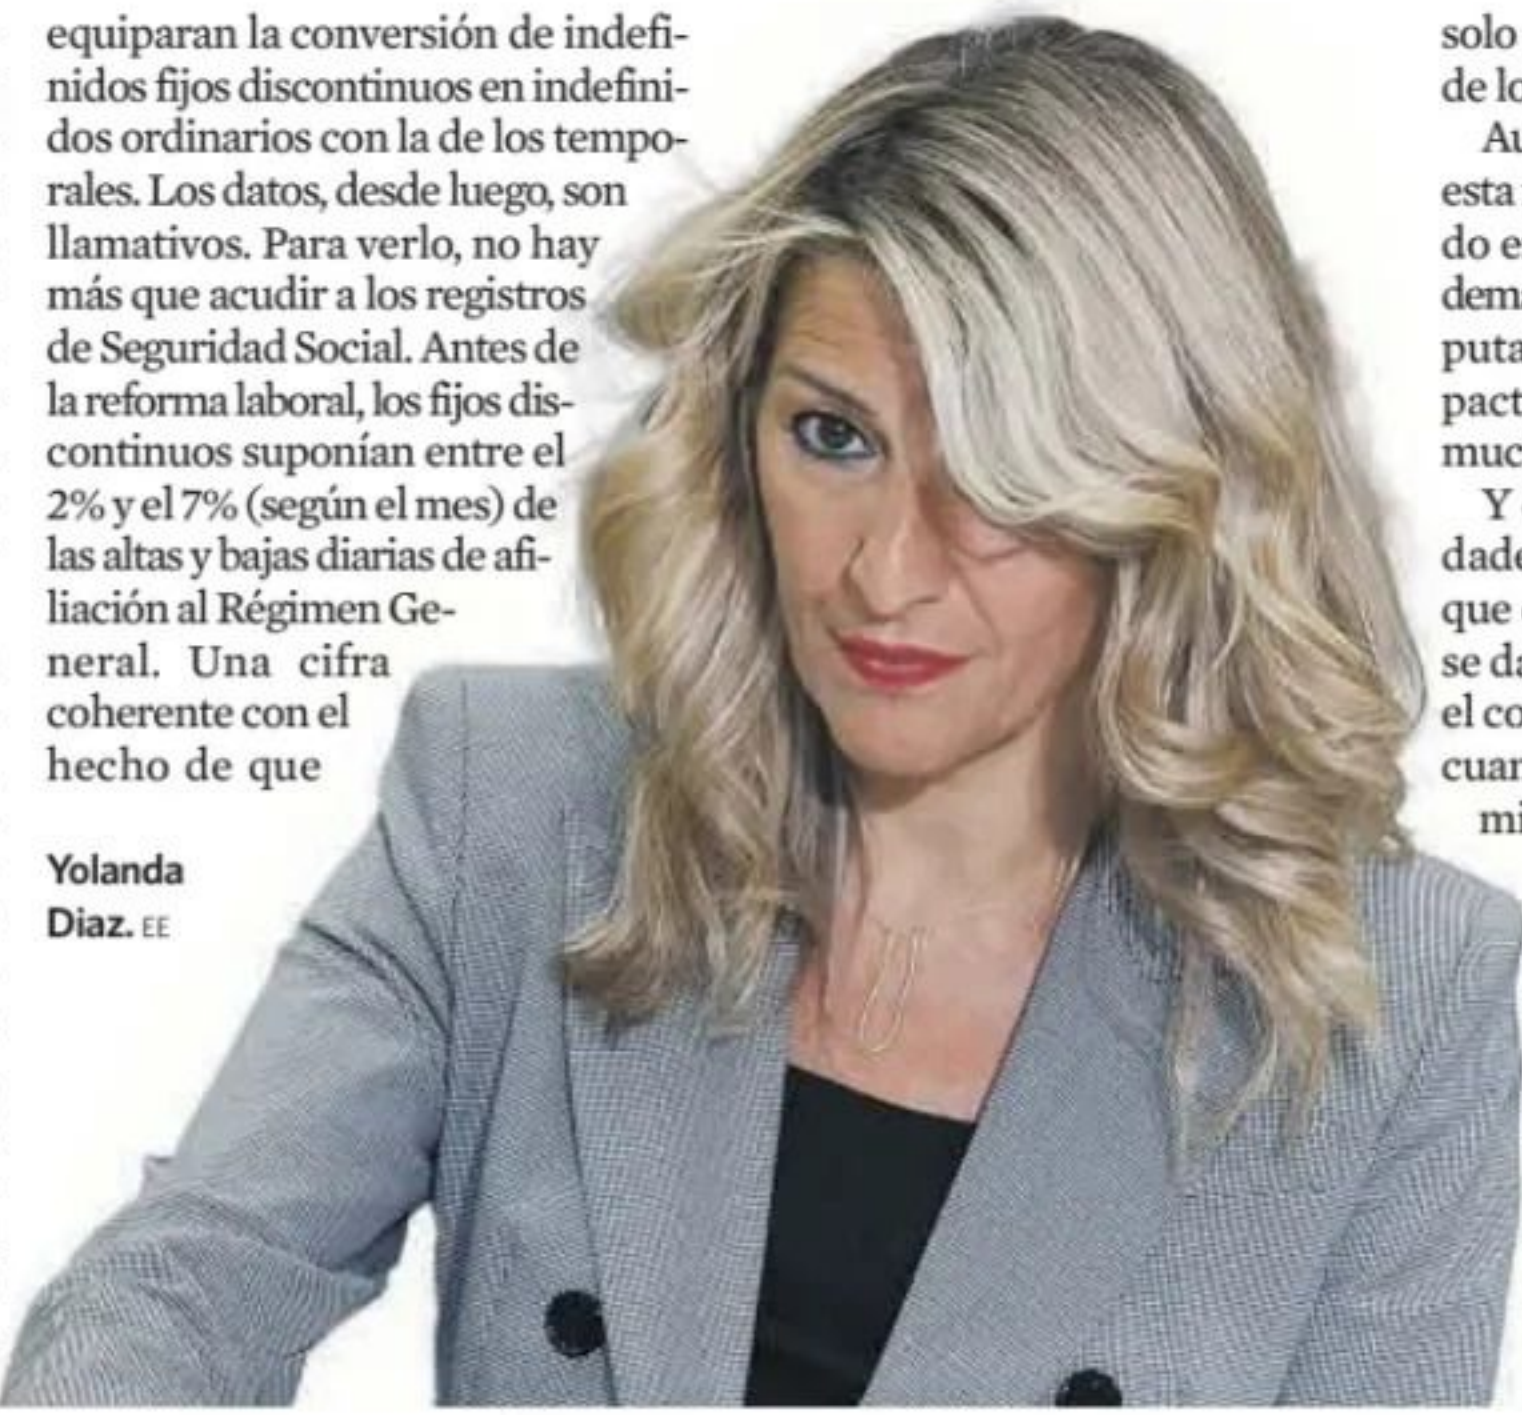 equiparan la conversión de indefi-
nidos fijos discontinuos en indefini-
dos ordinarios con la de los tempo-
rales. Los datos, desde luego, son
llamativos. Para verlo, no hay
más que acudir a los registros
de Seguridad Social. Antes de
la reforma laboral, los fijos dis-
continuos suponían entre el
2% y el 7% (según el mes) de
las altas y bajas diarias de afi-
liación al Régimen Ge-
neral. Una cifra
coherente con el
hecho de que
Yolanda
Diaz. EE
solo
de lo
Au
esta
do e
dem
puta
pact
muc
Y
dade
que
se da
el co
cuan
mi